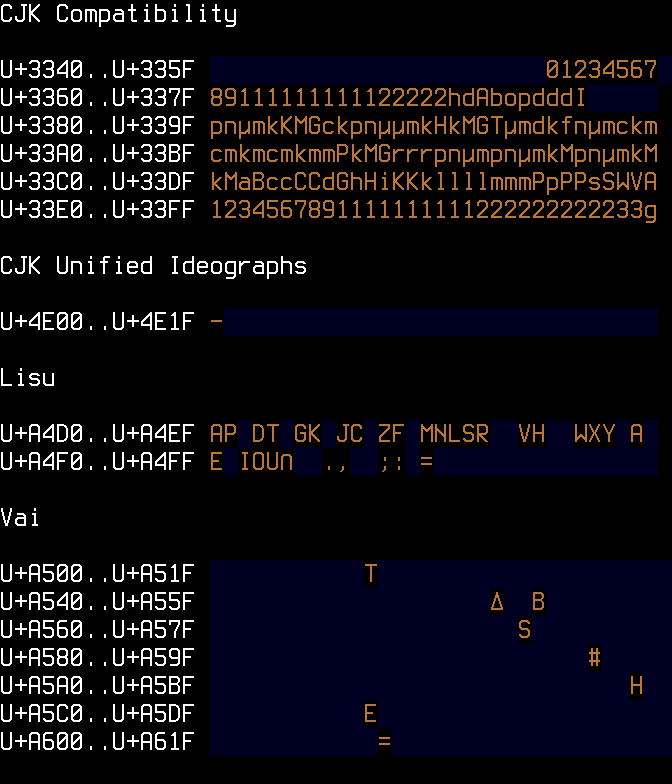 CJK Compatibility
U+3340..U+335F 01234567
U+3360..U+337F 89111111111122222hdAbopdddI
U+3380..U+339F pnµmkKMGckpnµµmkHkMGTµmdkfnµmckm
U+33A0..U+33BF cmkmcmkmmPkMGrrrpnµmpnµmkMpnµmkM
U+33C0..U+33DF kMaBccCCdGhHiKKkllllmmmPpPPsSWVA
U+33E0..U+33FF 1234567891111111111222222222233g
CJK Unified Ideographs
U+4E00..U+4E1F −
Lisu
U+A4D0..U+A4EF AP DT GK JC ZF MNLSR  VH  WXY A
U+A4F0..U+A4FF E IOU∩  .,  ;: =
Vai
U+A500..U+A51F T
U+A540..U+A55F Δ  B
U+A560..U+A57F S
U+A580..U+A59F #
U+A5A0..U+A5BF H
U+A5C0..U+A5DF E
U+A600..U+A61F =